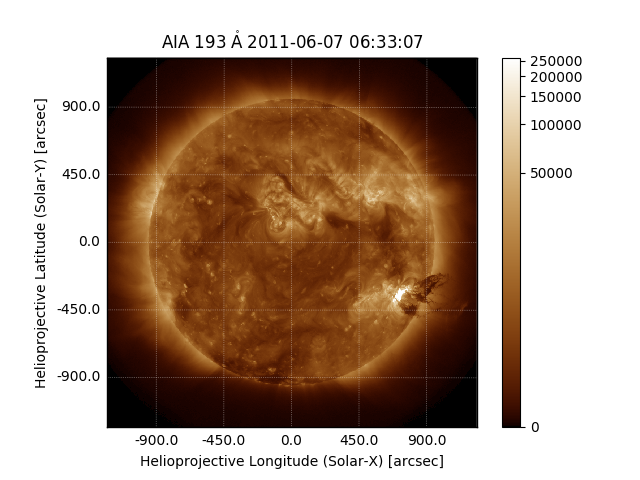 AIA 193 Å 2011-06-07 06:33:07
250000
200000
150000
100000
50000
0
900.0
450.0
0.0
-450.0
-900.0
Helioprojective Latitude (Solar-Y) [arcsec]
-900.0 -450.0 0.0 450.0 900.0
Helioprojective Longitude (Solar-X) [arcsec]